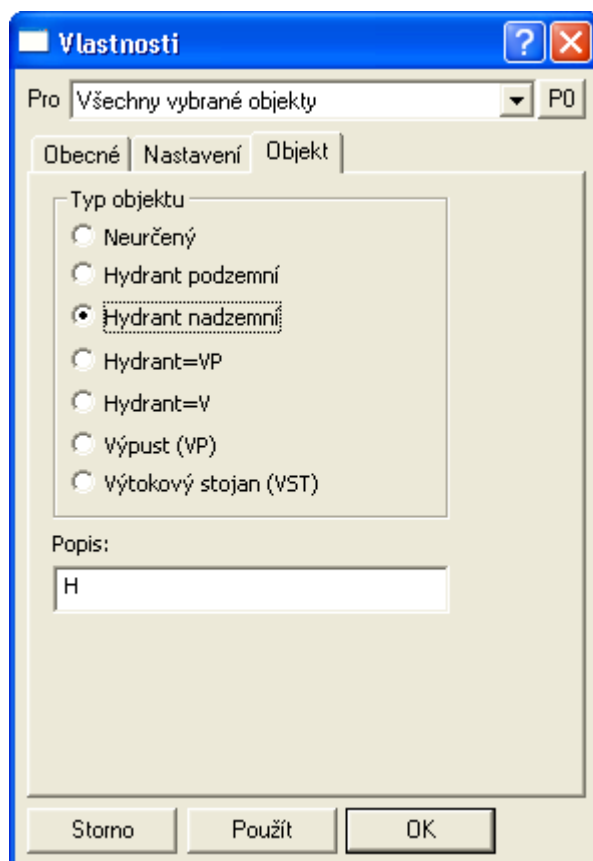 Vlastnosti
Pro Všechny vybrané objekty P0
Obecné Nastavení Objekt
Typ objektu
Neurčený
Hydrant podzemní
Hydrant nadzemní
Hydrant=VP
Hydrant=V
Výpust (VP)
Výtokový stojan (VST)
Popis:
H
Storno Použít OK